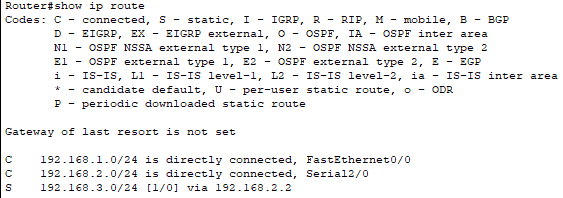 Router#show ip route
Codes: C - connected, S - static, I - IGRP, R - RIP, M - mobile, B - BGP
D - EIGRP, EX - EIGRP external, O - OSPF, IA - OSPF inter area
N1 - OSPF NSSA external type 1, N2 - OSPF NSSA external type 2
E1 - OSPF external type 1, E2 - OSPF external type 2, E - EGP
i - IS-IS, L1 - IS-IS level-1, L2 - IS-IS level-2, ia - IS-IS inter area
* - candidate default, U - per-user static route, o - ODR
P - periodic downloaded static route
Gateway of last resort is not set
C 192.168.1.0/24 is directly connected, FastEthernet0/0
C 192.168.2.0/24 is directly connected, Serial2/0
S 192.168.3.0/24 [1/0] via 192.168.2.2